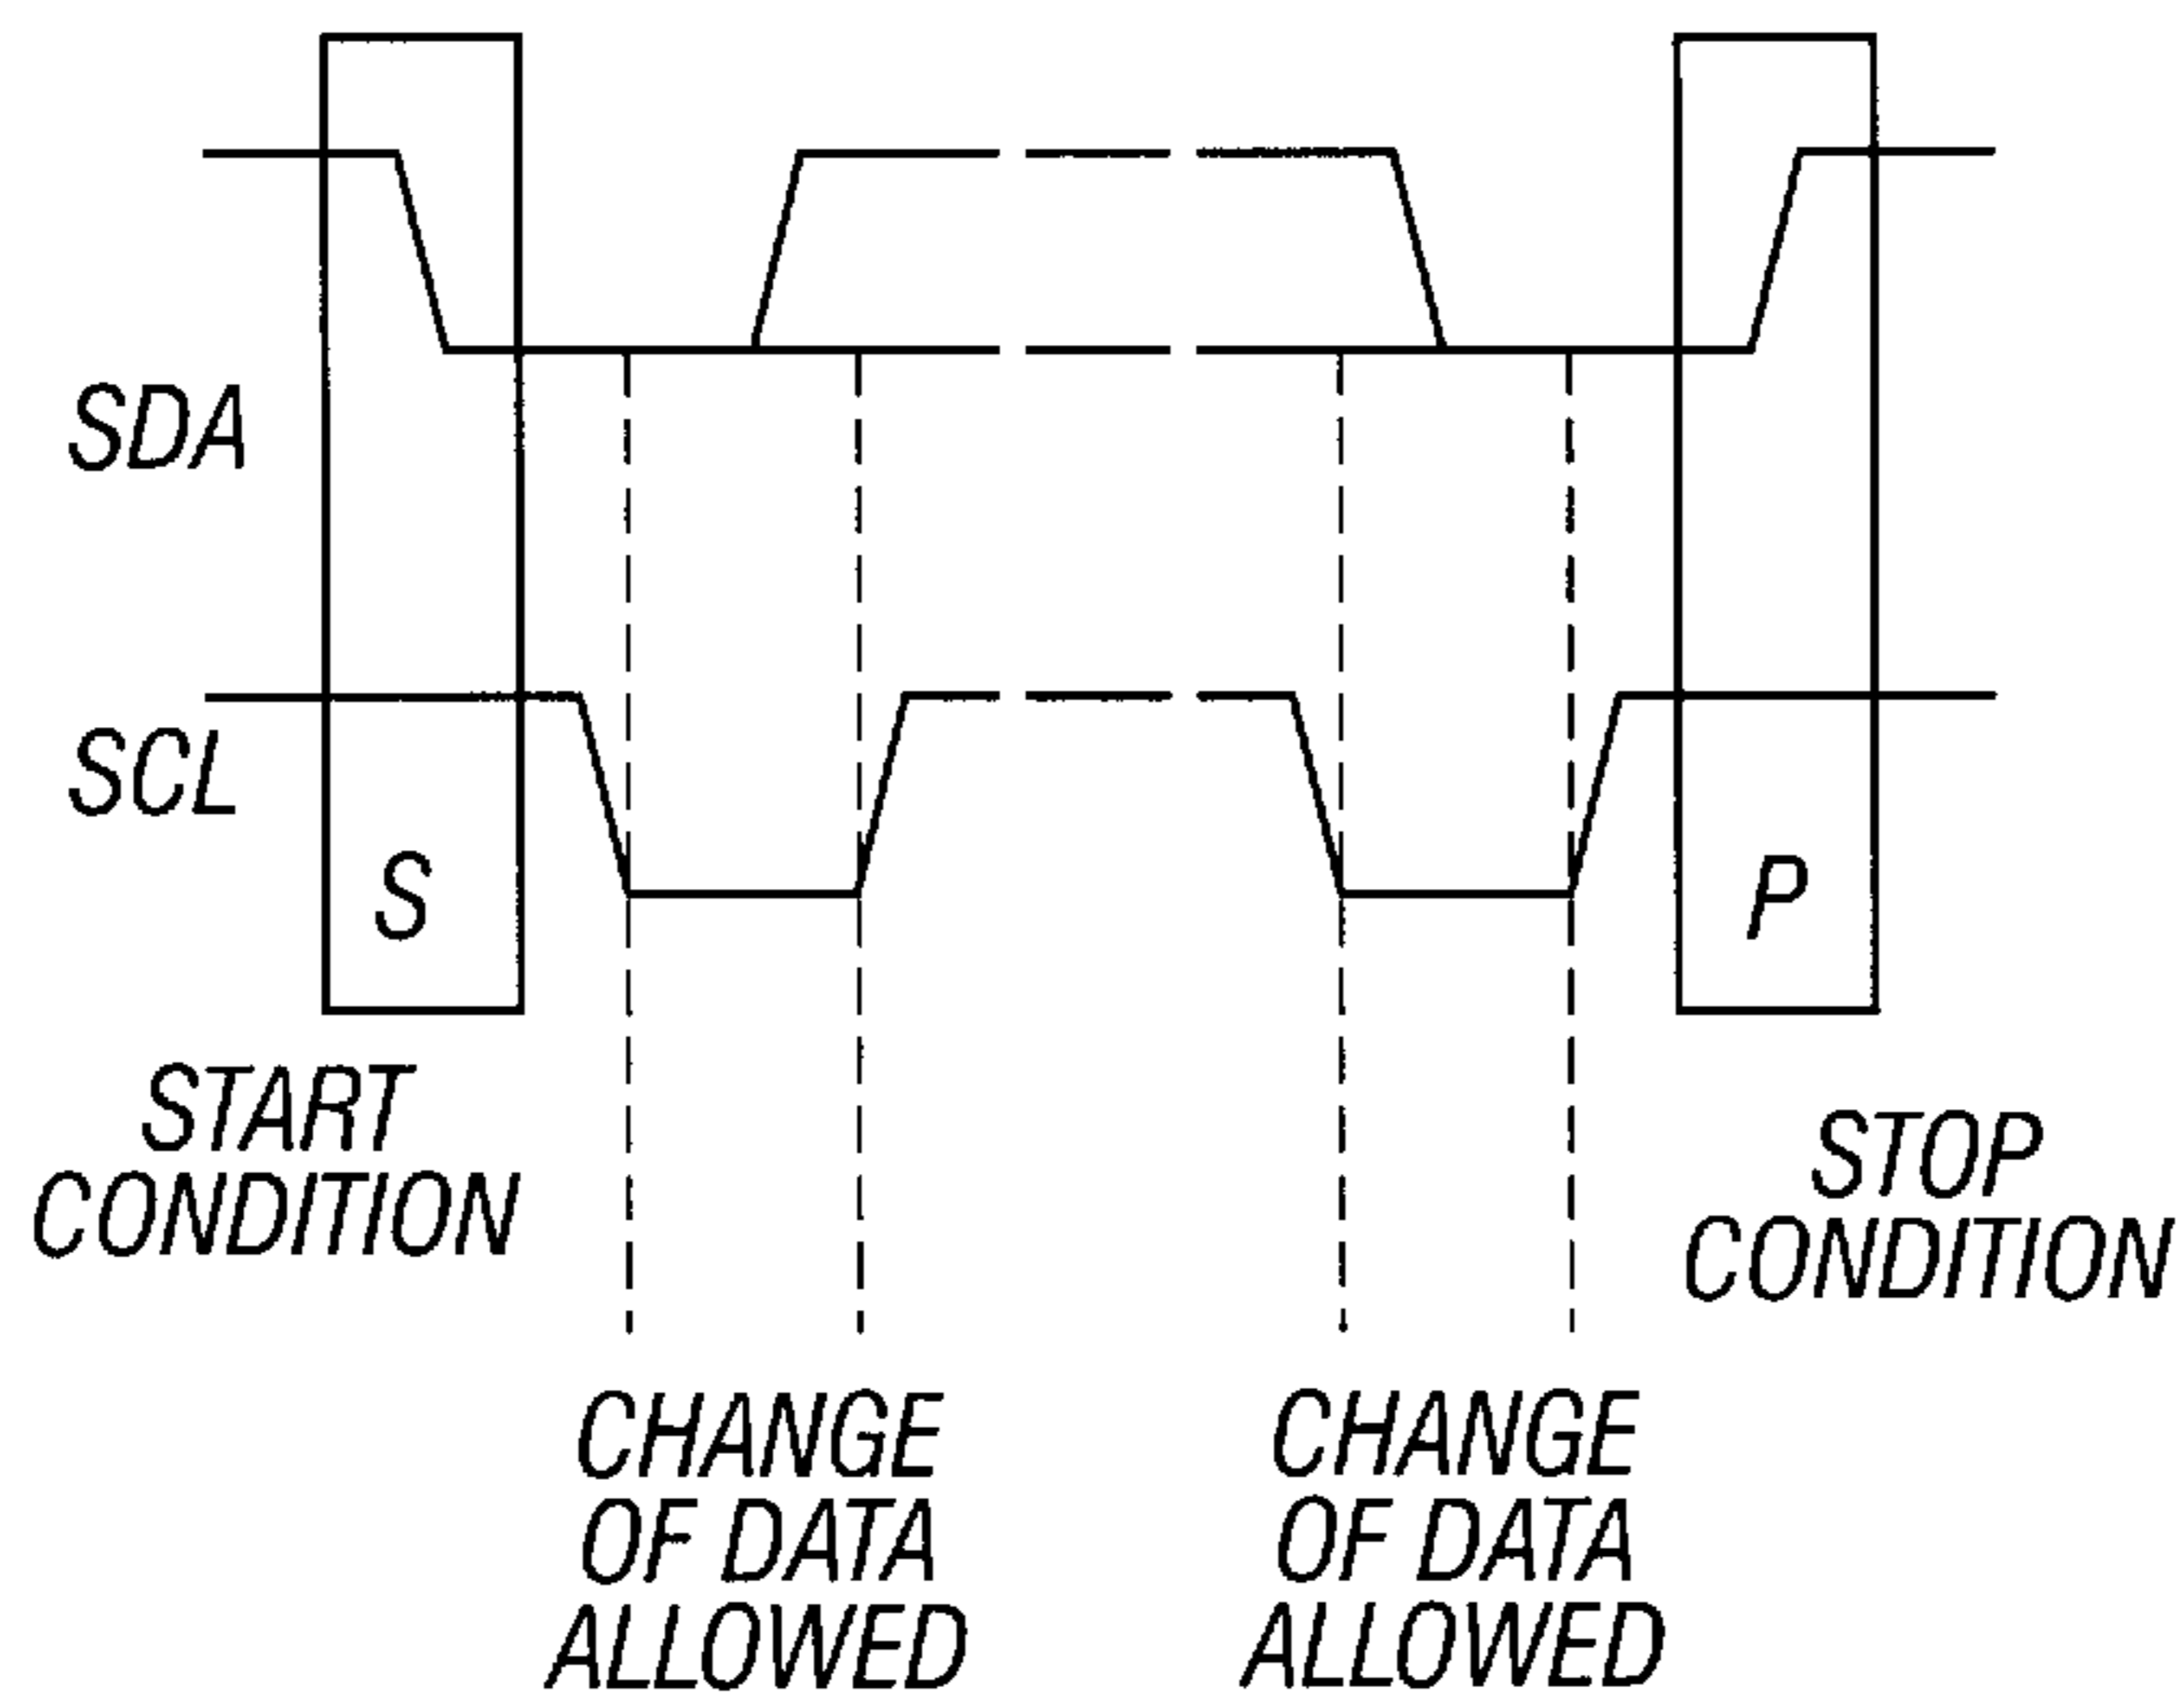 SDA
SCL
S
P
START
CONDITION
STOP
CONDITION
CHANGE
OF DATA
ALLOWED
CHANGE
OF DATA
ALLOWED